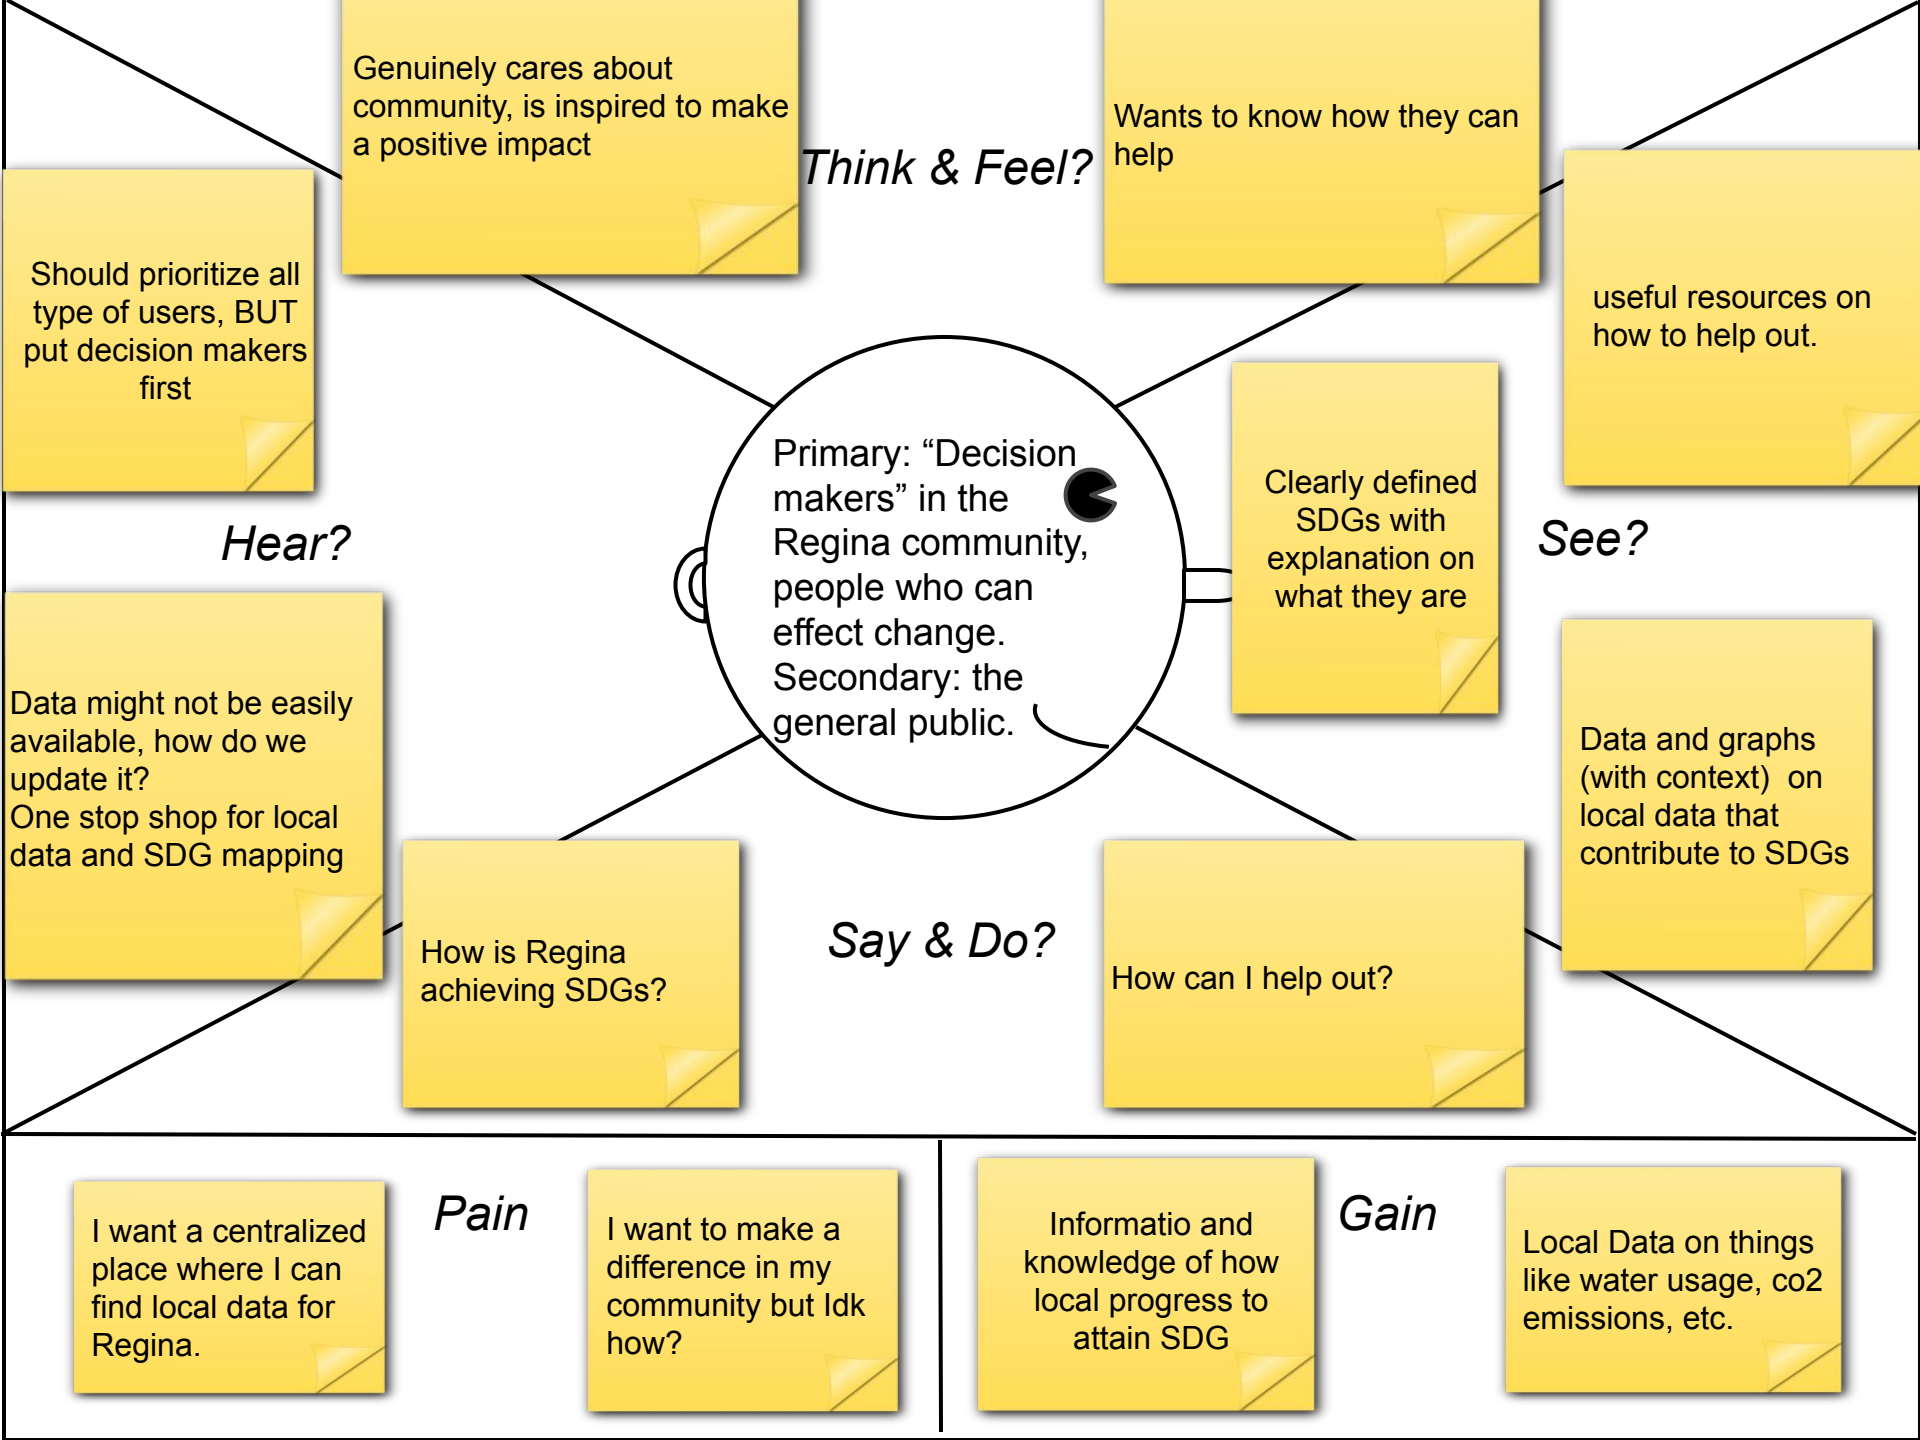 Genuinely cares about
community, is inspired to make
a positive impact
Think & Feel?
Wants to know how they can
help
Should prioritize all
type of users, BUT
put decision makers
first
useful resources on
how to help out.
Hear?
Primary: “Decision
makers” in the
Regina community,
people who can
effect change.
Secondary: the
general public.
Clearly defined
SDGs with
explanation on
what they are
See?
Data might not be easily
available, how do we
update it?
One stop shop for local
data and SDG mapping
Data and graphs
(with context)  on
local data that
contribute to SDGs
How is Regina
achieving SDGs?
Say & Do?
How can I help out?
I want a centralized
place where I can
find local data for
Regina.
Pain
I want to make a
difference in my
community but Idk
how?
Informatio and
knowledge of how
local progress to
attain SDG
Gain
Local Data on things
like water usage, co2
emissions, etc.